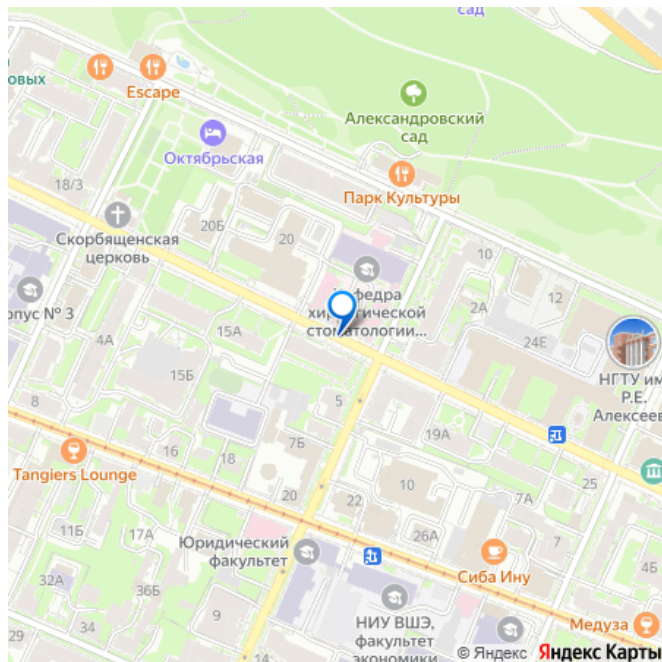 сад
овых
Escape
Александровский
сад
Октябрьская
18/3
Парк Культуры
20Б
20
Скорбященская
церковь
10
12
2А
24Е
хирургической
стоматологии...
рпус № 3
4А
15А
15Б
НГТУ им
Р.Е.
Алексеев
8
5
16
18
7Б
19А
Tangiers Lounge
20
22
10
25
7А
11Б
17А
26А
7
Юридический
факультет
Сиба Ину
32А
36Б
34
14
9
НИУ ВШЭ,
факультет
экономики
Медуза
© Яндекс
Яндекс Карты